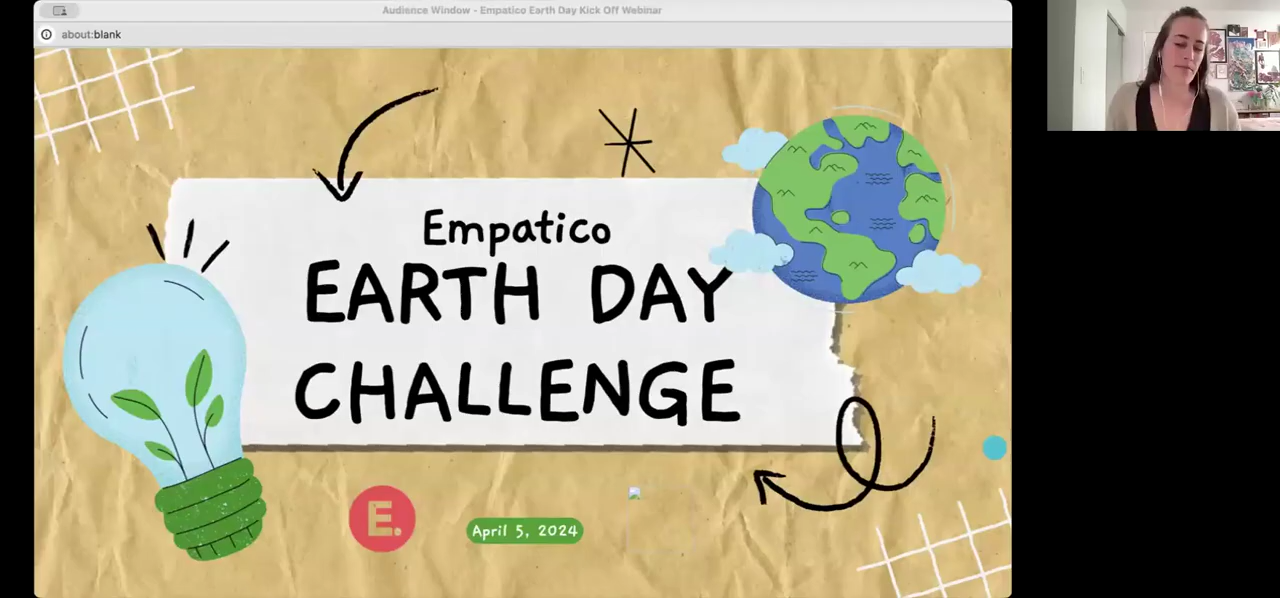 Audience Window - Empatico Earth Day Kick Off Webinar
about:blank
Empatico
EARTH DAY
CHALLENGE
E.
April 5, 2024